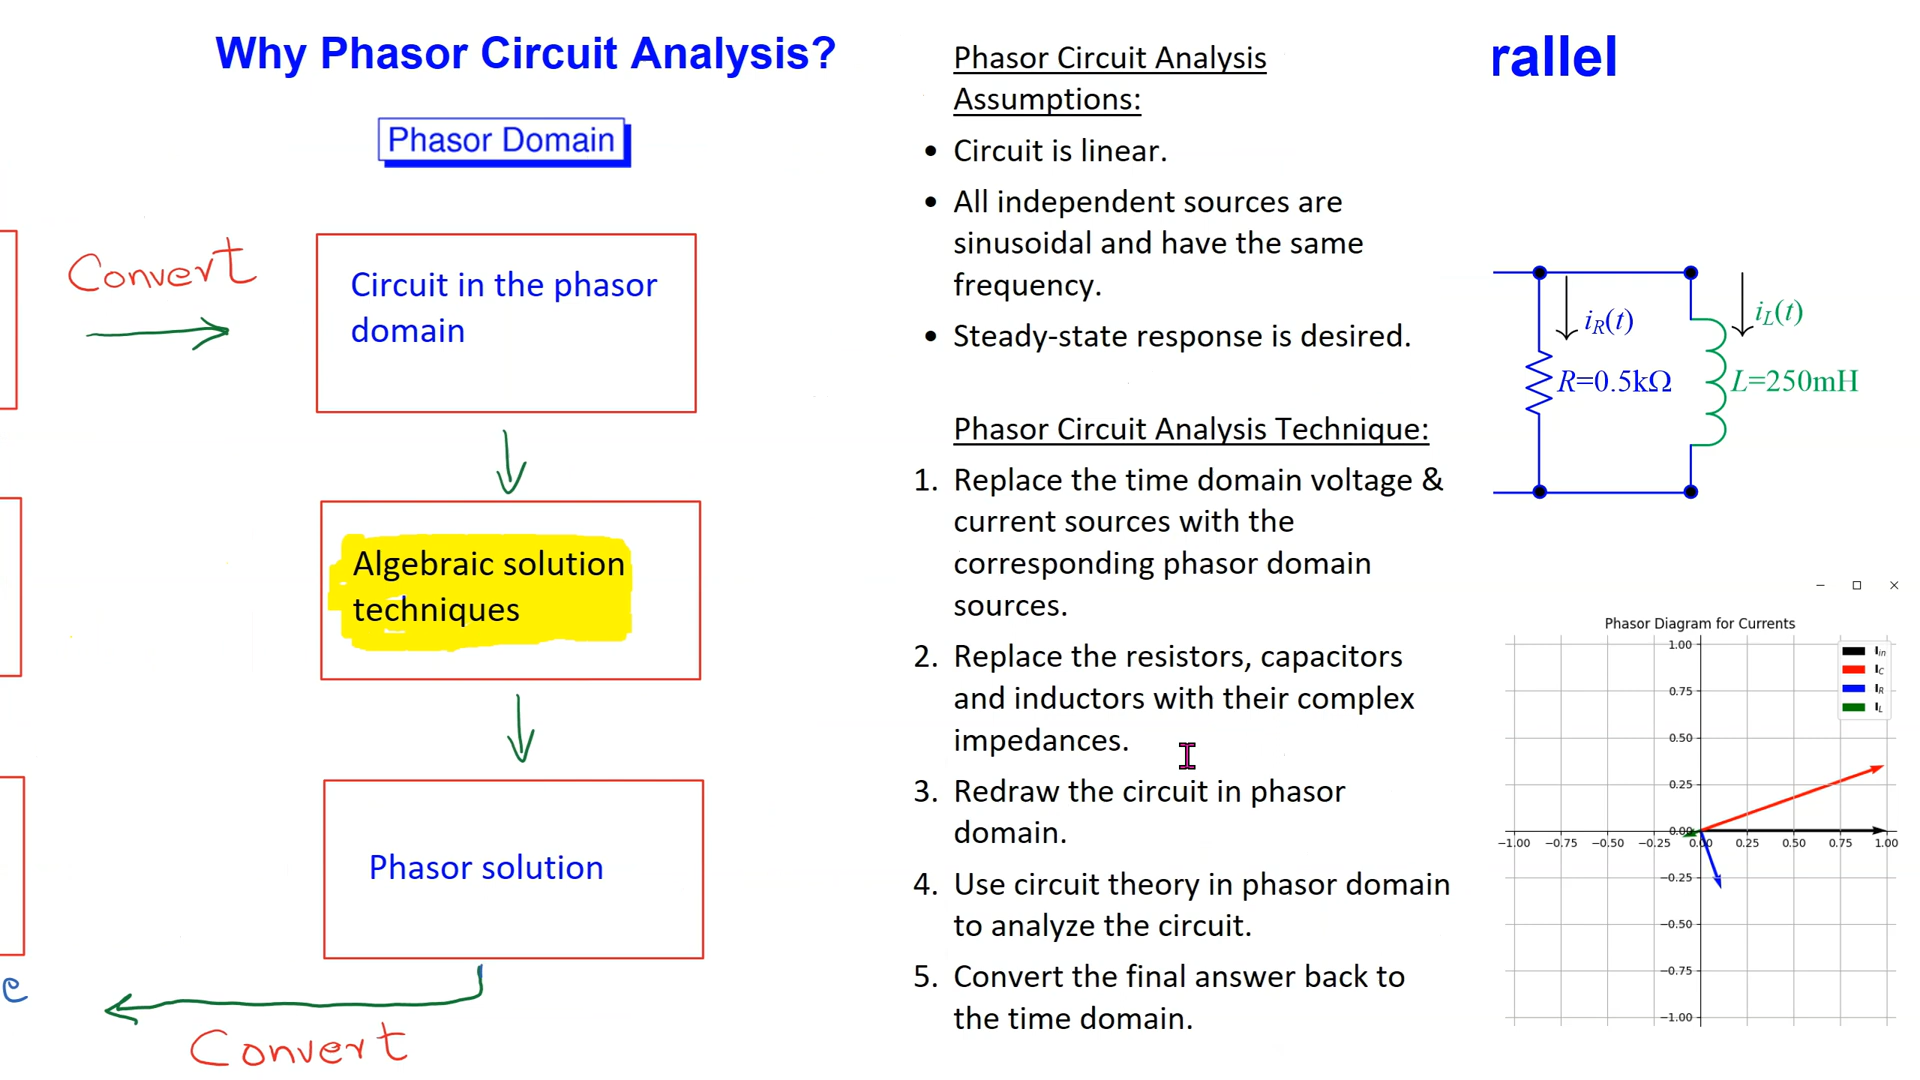 Why Phasor Circuit Analysis?
Phasor Domain
Convert
Circuit in the phasor
domain
Algebraic solution
techniques
Phasor solution
e
Convert
Phasor Circuit Analysis
Assumptions:
• Circuit is linear.
• All independent sources are
sinusoidal and have the same
frequency.
• Steady-state response is desired.
Phasor Circuit Analysis Technique:
1. Replace the time domain voltage &
current sources with the
corresponding phasor domain
sources.
2. Replace the resistors, capacitors
and inductors with their complex
impedances.
3. Redraw the circuit in phasor
domain.
4. Use circuit theory in phasor domain
to analyze the circuit.
5. Convert the final answer back to
the time domain.
rallel
iR(t)
iL(t)
R=0.5kΩ
L=250mH
Phasor Diagram for Currents
1.00
0.75
0.50
0.25
0.00
−0.25
−0.50
−0.75
−1.00
−1.00 −0.75 −0.50 −0.25 0.00 0.25 0.50 0.75 1.00
Iin
IC
IR
IL